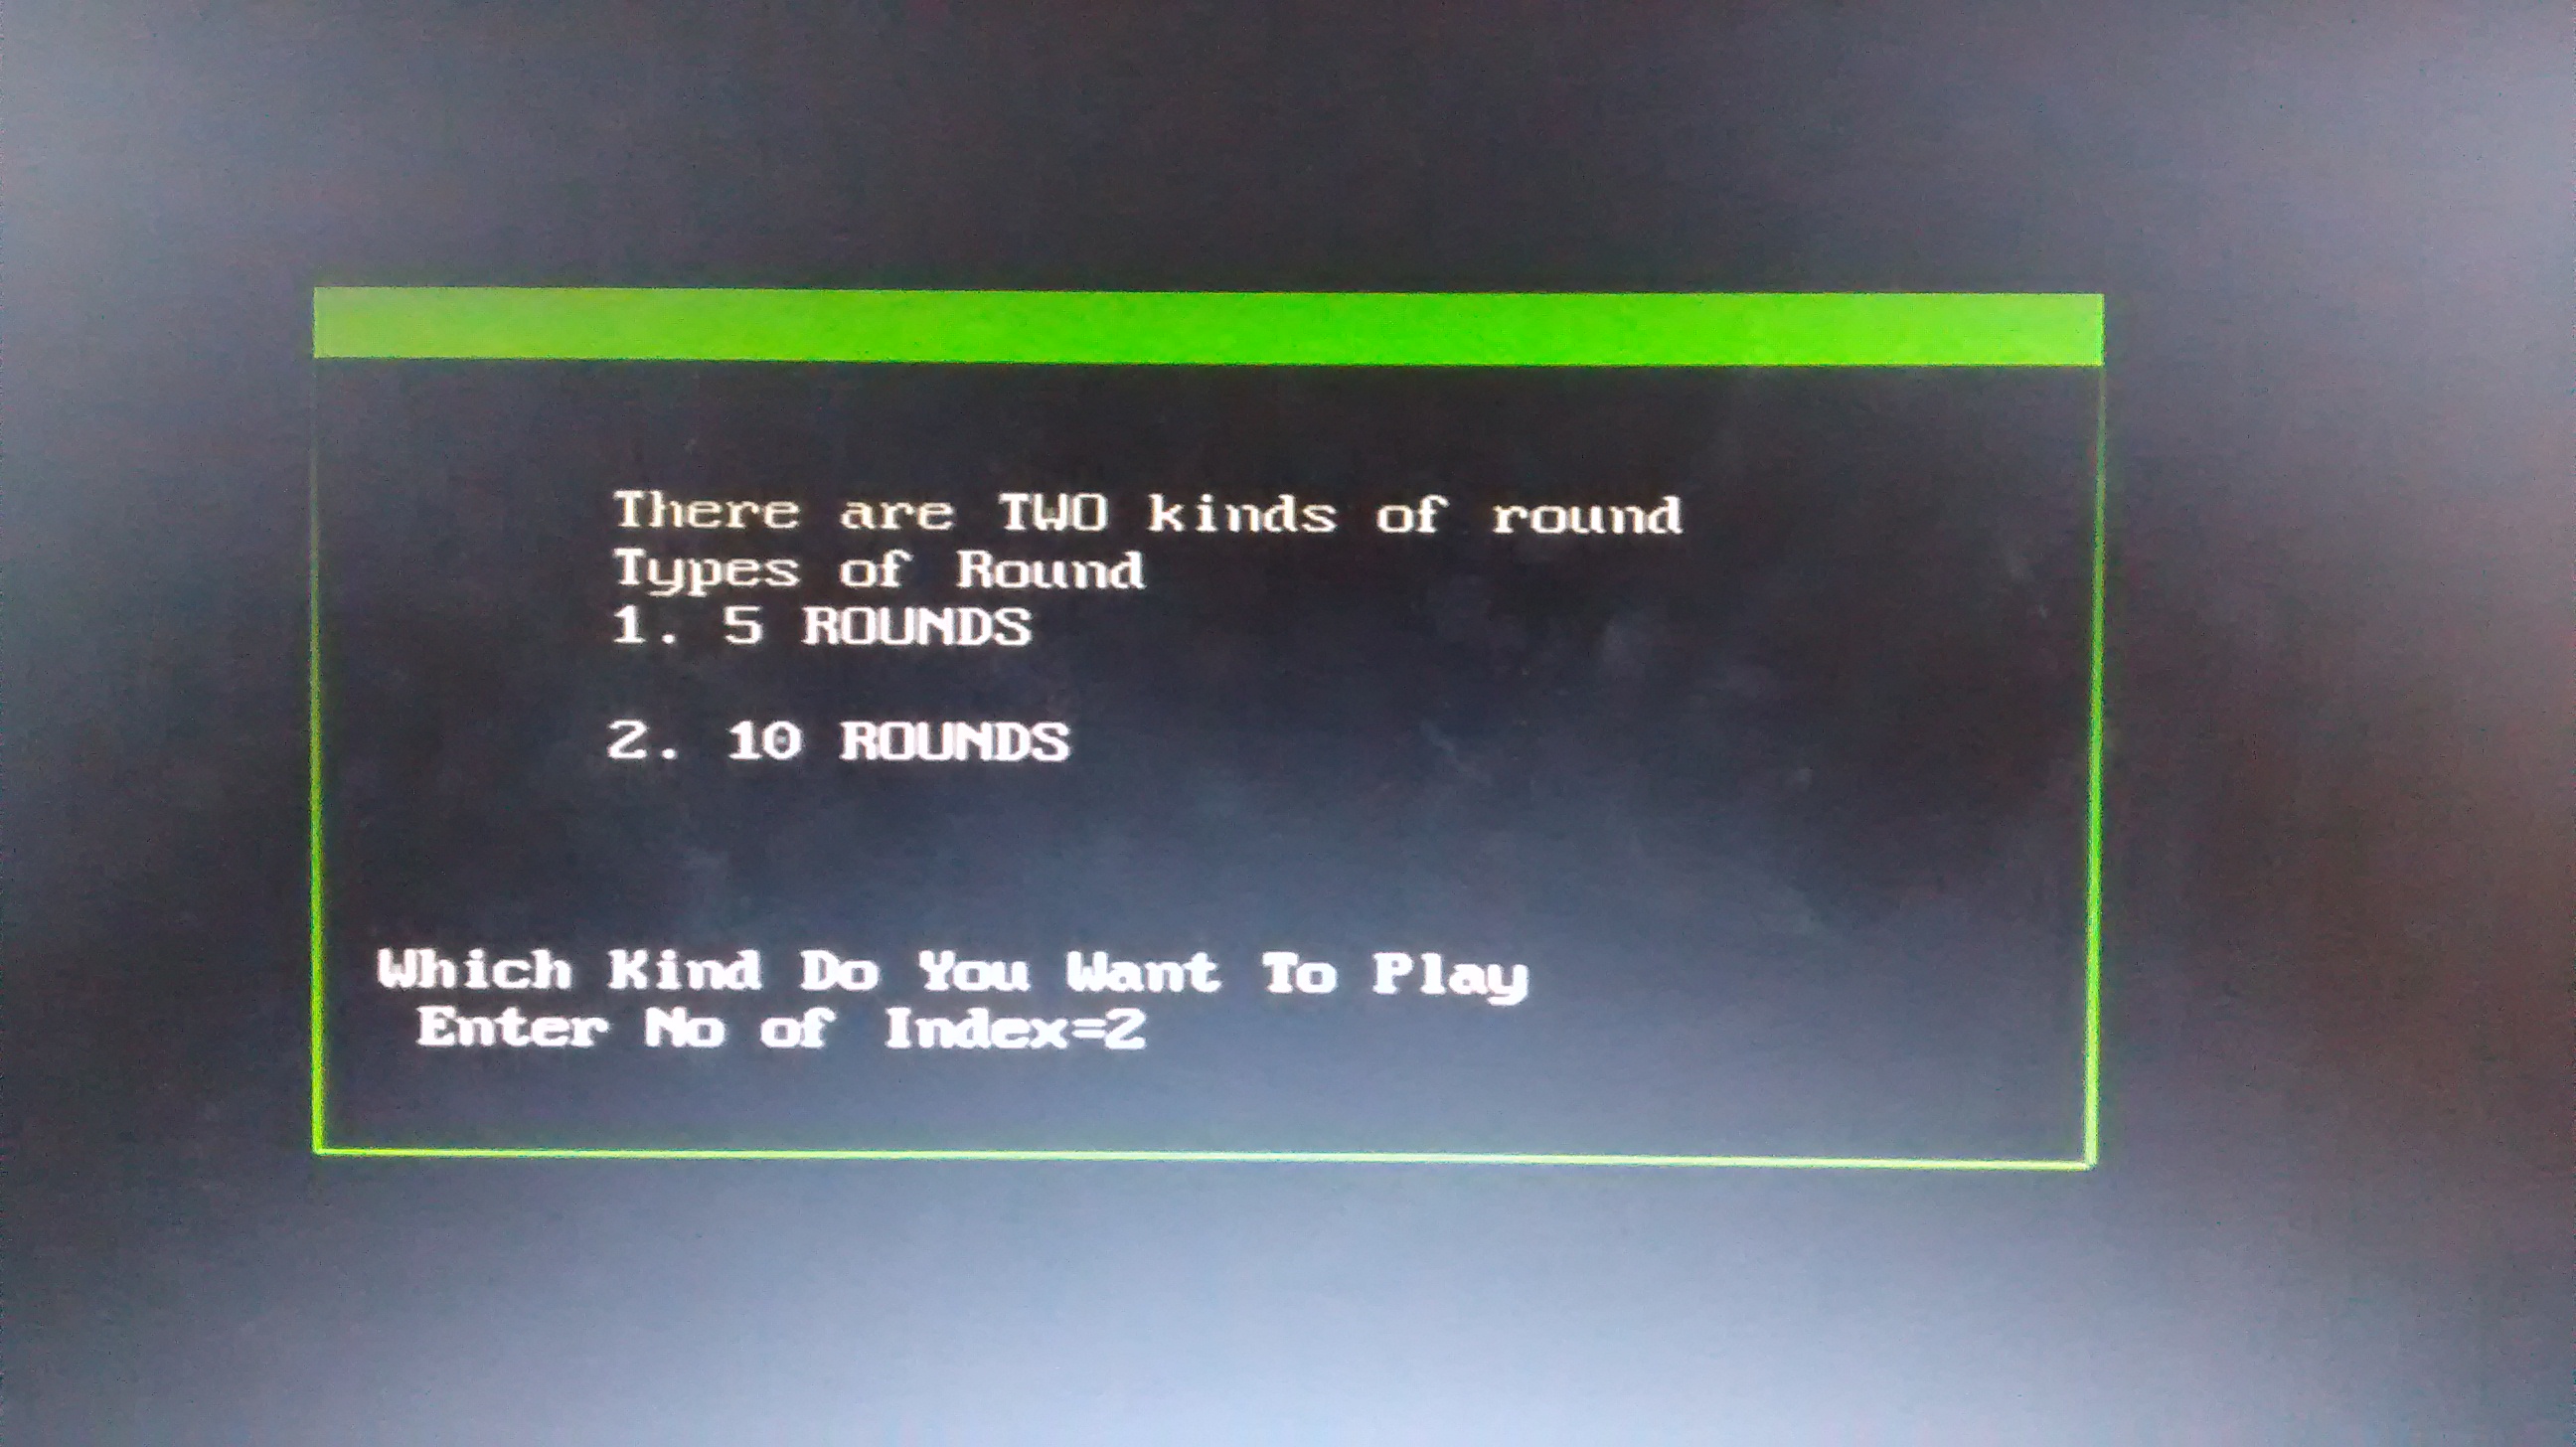 There are TWO kinds of round
Types of Round
1. 5 ROUNDS
2. 10 ROUNDS
Which Kind Do You Want To Play
Enter No of Index=2